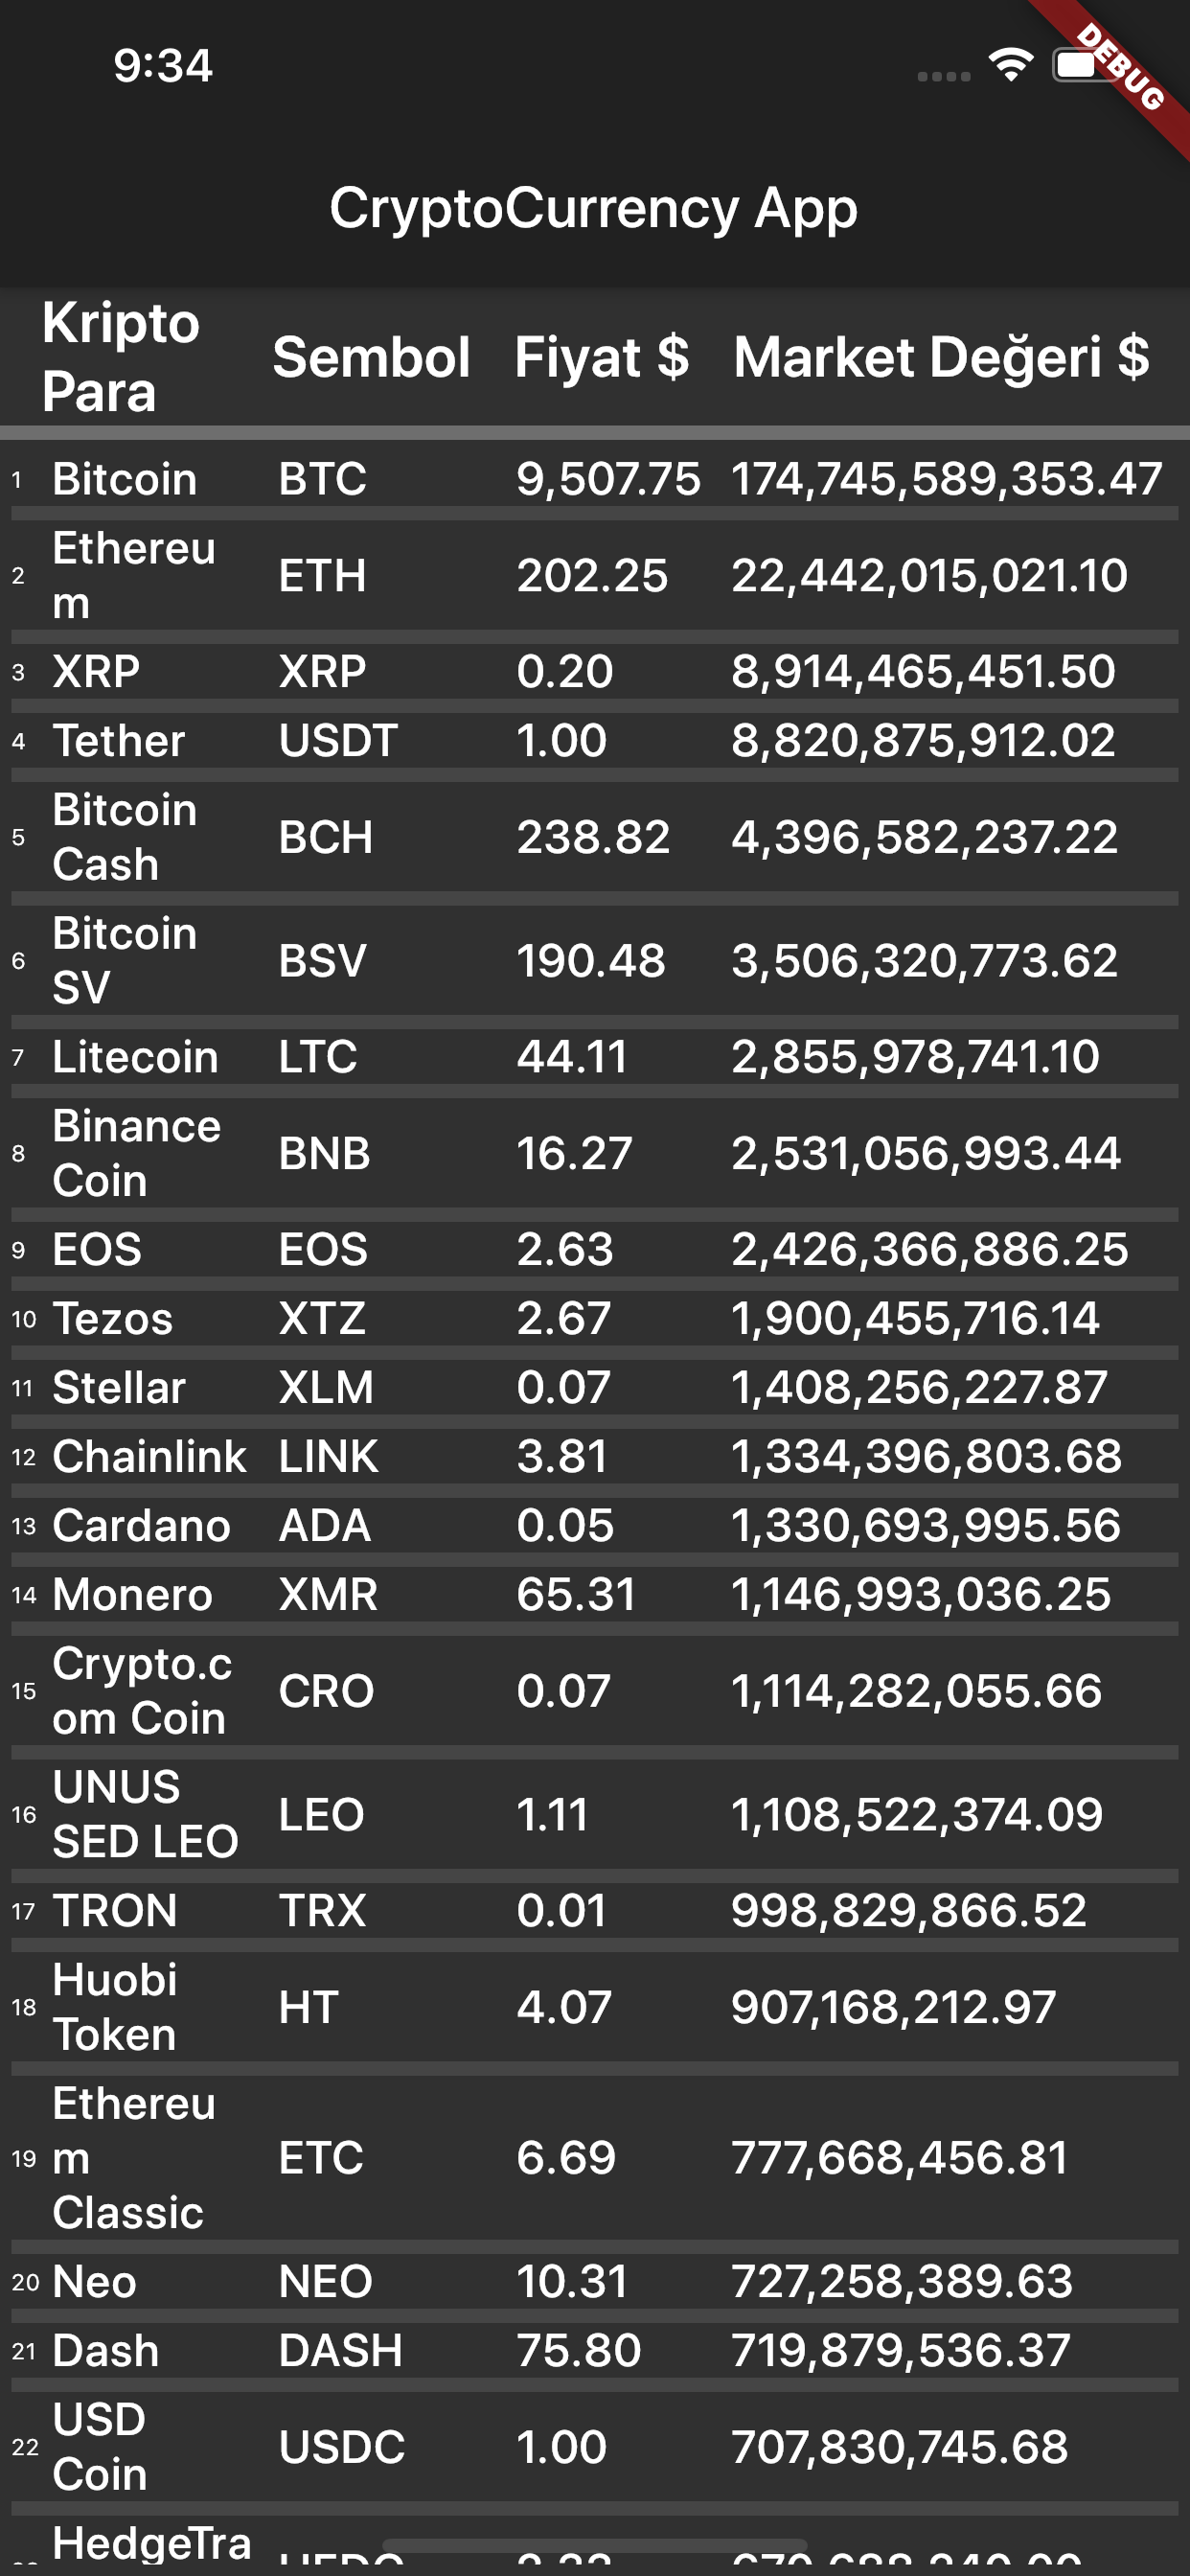 9:34
DEBUG
CryptoCurrency App
Kripto
Para
Sembol Fiyat $ Market Değeri $
1 Bitcoin BTC 9,507.75 174,745,589,353.47
Ethereu
2 ETH 202.25 22,442,015,021.10
m
3 XRP XRP 0.20 8,914,465,451.50
4 Tether USDT 1.00 8,820,875,912.02
Bitcoin
5 BCH 238.82 4,396,582,237.22
Cash
Bitcoin
6 BSV 190.48 3,506,320,773.62
SV
7 Litecoin LTC 44.11 2,855,978,741.10
Binance
8 BNB 16.27 2,531,056,993.44
Coin
9 EOS EOS 2.63 2,426,366,886.25
10 Tezos XTZ 2.67 1,900,455,716.14
11 Stellar XLM 0.07 1,408,256,227.87
12 Chainlink LINK 3.81 1,334,396,803.68
13 Cardano ADA 0.05 1,330,693,995.56
14 Monero XMR 65.31 1,146,993,036.25
Crypto.c
15 CRO 0.07 1,114,282,055.66
om Coin
UNUS
16 LEO 1.11 1,108,522,374.09
SED LEO
17 TRON TRX 0.01 998,829,866.52
Huobi
18 HT 4.07 907,168,212.97
Token
Ethereu
19 m ETC 6.69 777,668,456.81
Classic
20 Neo NEO 10.31 727,258,389.63
21 Dash DASH 75.80 719,879,536.37
USD
22 USDC 1.00 707,830,745.68
Coin
HedgeTra